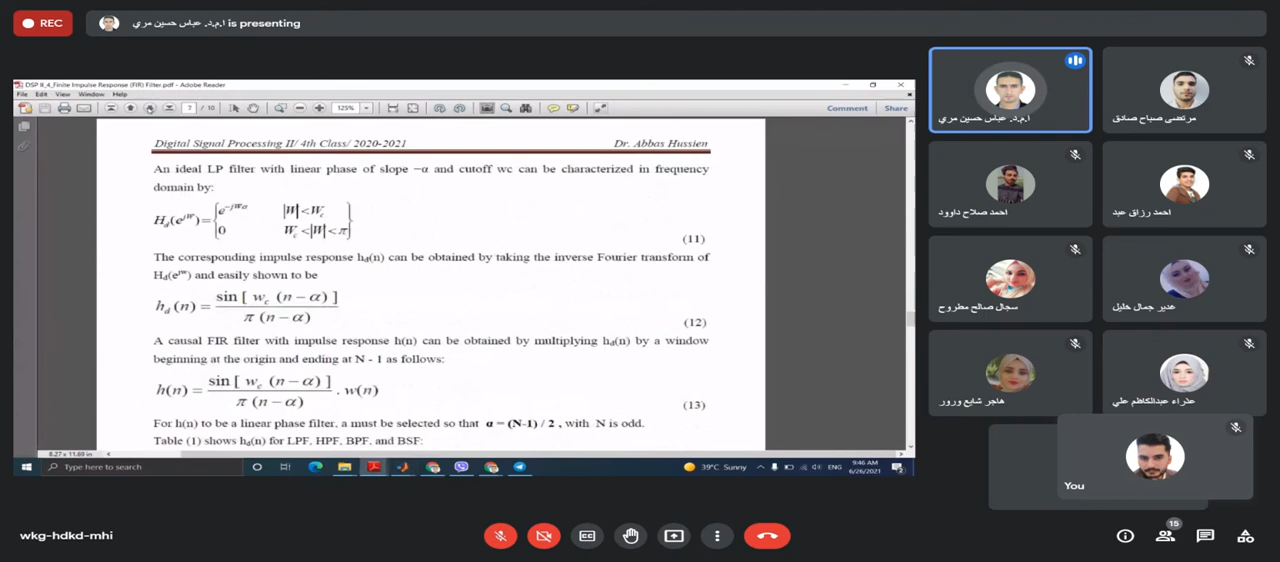 REC
ا.م.د. عباس حسين مري is presenting
DSP II_4_Finite Impulse Response (FIR) Filter.pdf - Adobe Reader
File Edit View Window Help
7 / 10 125% Comment Share
Digital Signal Processing II/ 4th Class/ 2020-2021 Dr. Abbas Hussien
An ideal LP filter with linear phase of slope −α and cutoff wc can be characterized in frequency
domain by:
H_d(e^{jW}) = { e^{-jWα} |W| < W_c
0 W_c < |W| < π }
(11)
The corresponding impulse response h_d(n) can be obtained by taking the inverse Fourier transform of
H_d(e^{jw}) and easily shown to be
h_d (n) = sin [ w_c (n − α) ] / π (n − α)
(12)
A causal FIR filter with impulse response h(n) can be obtained by multiplying h_d(n) by a window
beginning at the origin and ending at N - 1 as follows:
h(n) = sin [ w_c (n − α) ] / π (n − α) . w(n)
(13)
For h(n) to be a linear phase filter, a must be selected so that α = (N-1) / 2 , with N is odd.
Table (1) shows h_d(n) for LPF, HPF, BPF, and BSF:
8.27 x 11.69 in
Type here to search
39°C Sunny
ENG
9:46 AM
6/26/2021
2
ا.م.د. عباس حسين مري
مرتضى صباح صادق
احمد صلاح داوود
احمد رزاق عبد
سجال صالح مطروح
غدير جمال خليل
هاجر شايع ورور
عذراء عبدالكاظم علي
You
wkg-hdkd-mhi
15